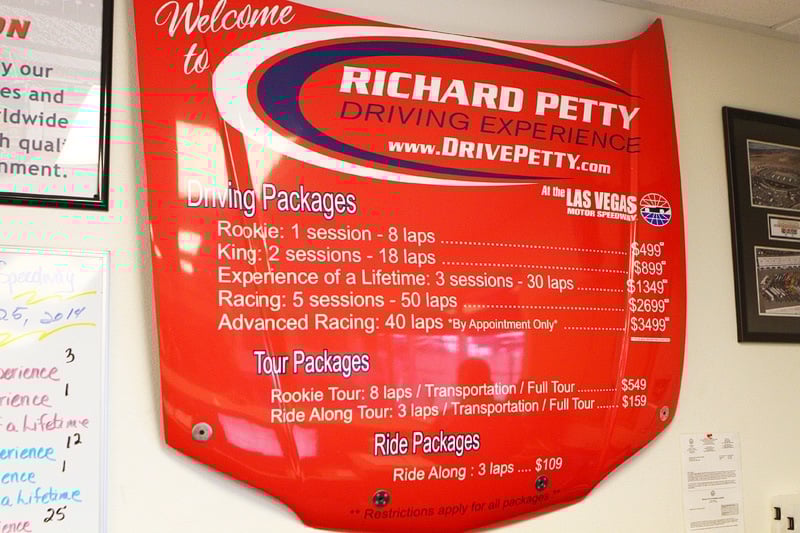 Welcome
to
RICHARD PETTY
DRIVING EXPERIENCE
www.DRIVEPETTY.com
At the LAS VEGAS
MOTOR SPEEDWAY
Driving Packages
Rookie: 1 session - 8 laps ........ $499
King: 2 sessions - 18 laps ........ $899
Experience of a Lifetime: 3 sessions - 30 laps ........ $1349
Racing: 5 sessions - 50 laps ........ $2699
Advanced Racing: 40 laps *By Appointment Only* ........ $3499
Tour Packages
Rookie Tour: 8 laps / Transportation / Full Tour ........ $549
Ride Along Tour: 3 laps / Transportation / Full Tour ...... $159
Ride Packages
Ride Along : 3 laps .... $109
** Restrictions apply for all packages **
ON
y our
es and
rldwide
h qual
nment.
Speedway
25, 2014
3
perience
1
rience
f a Lifetime
12
perience
1
ence
a Lifetime
25
ience